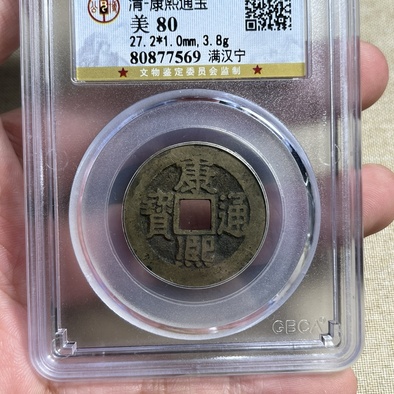 清-康熙通宝
美 80
27.2*1.0mm,3.8g
80877569 满汉宁
文物鉴定委员会监制
康
寶 通
熙
GBCA